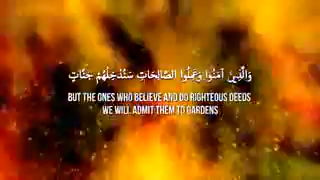 وَالَّذِينَ آمَنُوا وَعَمِلُوا الصَّالِحَاتِ سَنُدْخِلُهُمْ جَنَّاتٍ
BUT THE ONES WHO BELIEVE AND DO RIGHTEOUS DEEDS
WE WILL ADMIT THEM TO GARDENS